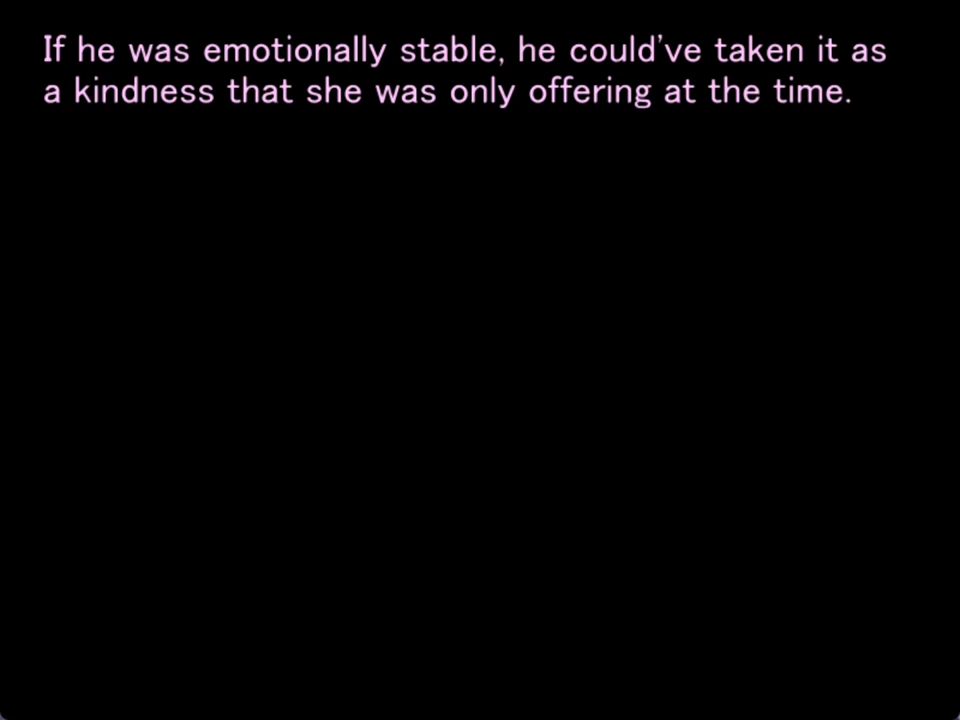 If he was emotionally stable, he could’ve taken it as
a kindness that she was only offering at the time.